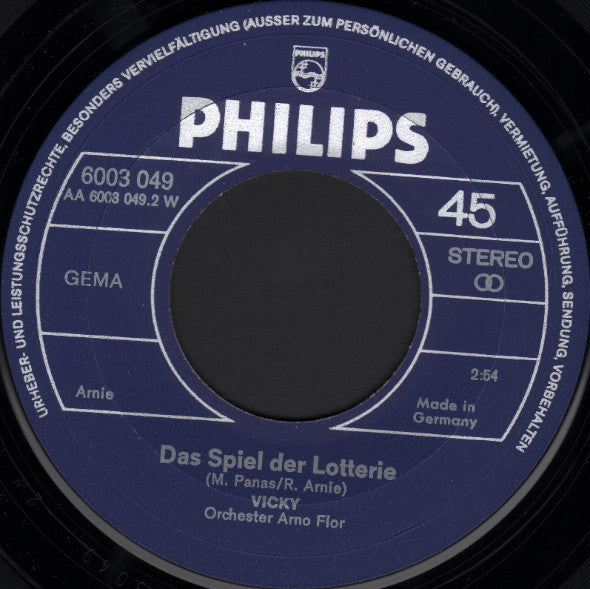 URHEBER- UND LEISTUNGSSCHUTZRECHTE, BESONDERS VERVIELFÄLTIGUNG (AUSSER ZUM PERSÖNLICHEN GEBRAUCH), VERMIETUNG, AUFFÜHRUNG, SENDUNG, VORBEHALTEN
PHILIPS
PHILIPS
6003 049
AA 6003 049.2 W
45
STEREO
GEMA
2:54
Arnie
Made in
Germany
Das Spiel der Lotterie
(M. Panas/R. Arnie)
VICKY
Orchester Arno Flor